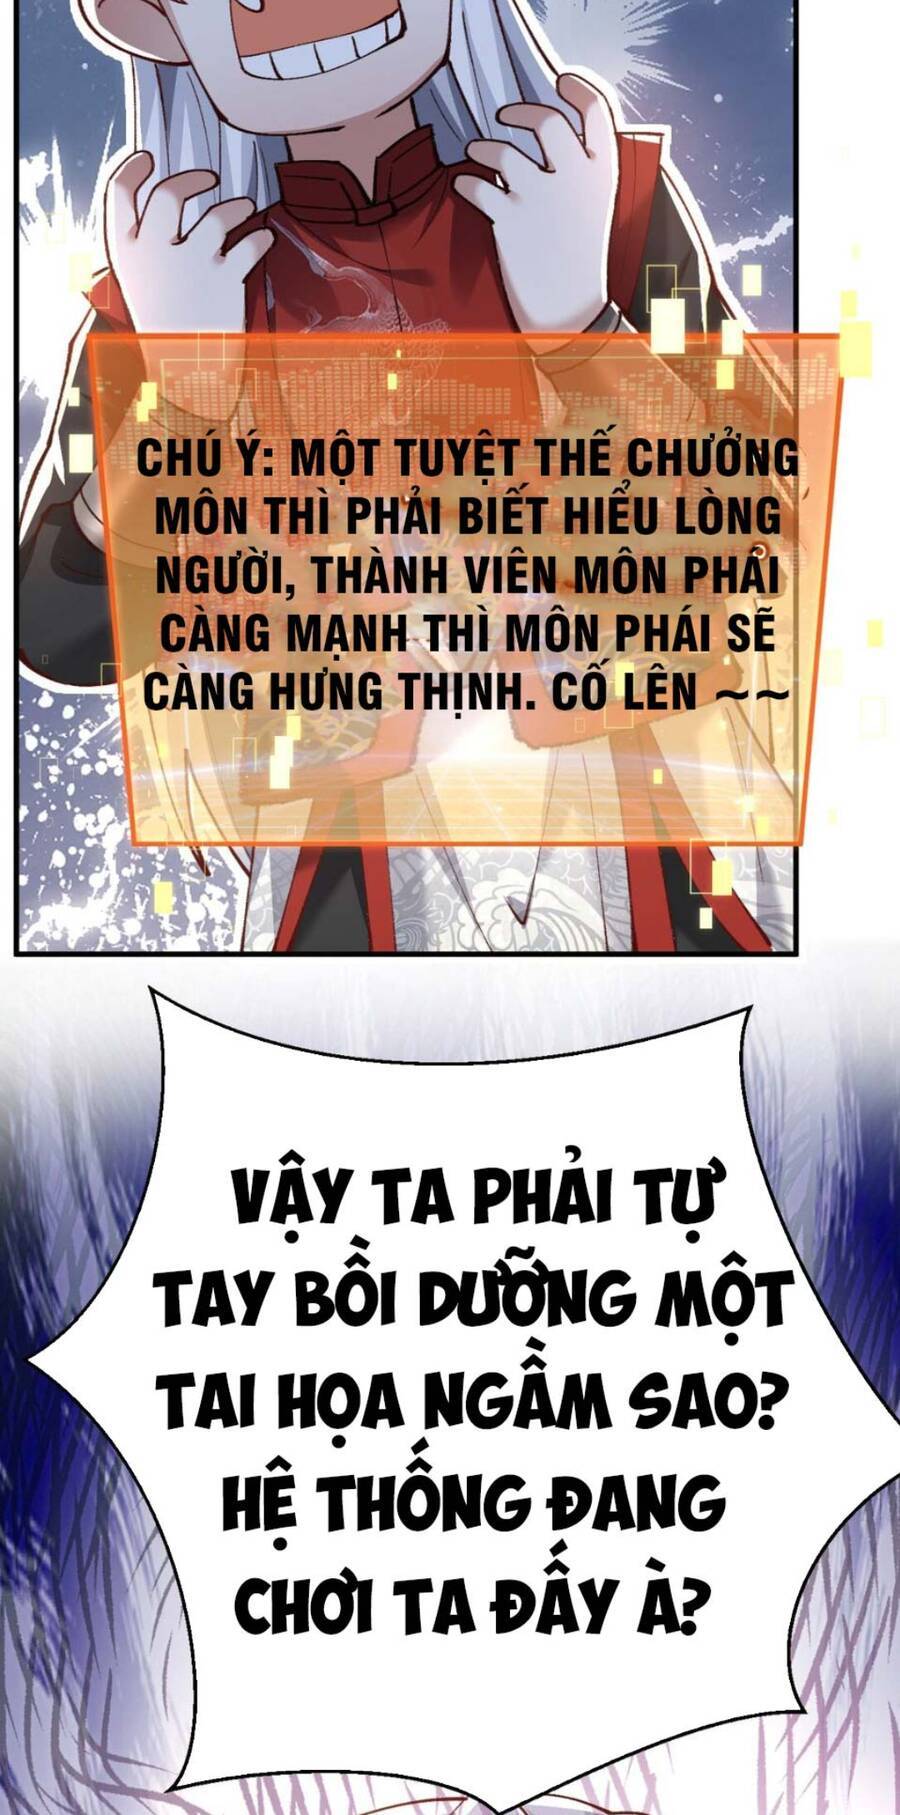 CHÚ Ý: MỘT TUYỆT THẾ CHƯỞNG
MÔN THÌ PHẢI BIẾT HIỂU LÒNG
NGƯỜI, THÀNH VIÊN MÔN PHÁI
CÀNG MẠNH THÌ MÔN PHÁI SẼ
CÀNG HƯNG THỊNH. CỐ LÊN ~~
VẬY TA PHẢI TỰ
TAY BỒI DƯỠNG MỘT
TAI HỌA NGẦM SAO?
HỆ THỐNG ĐANG
CHƠI TA ĐẤY À?